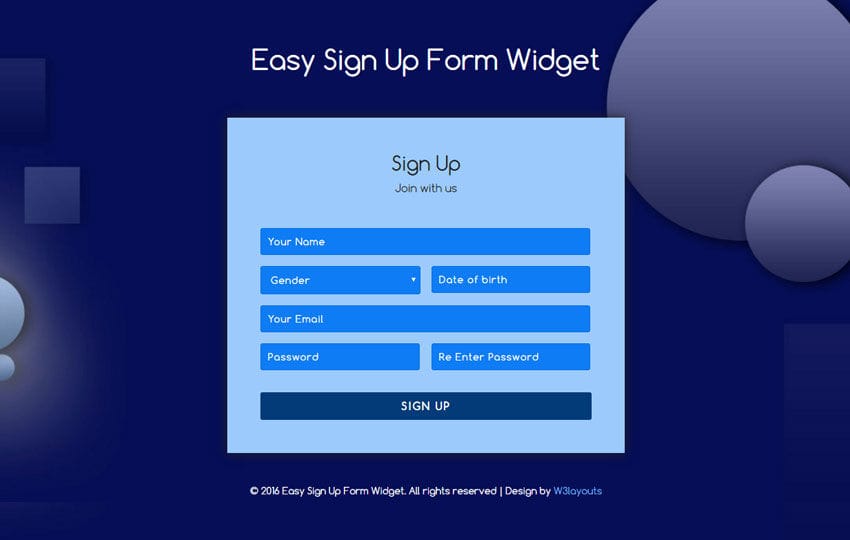 Easy Sign Up Form Widget
Sign Up
Join with us
Your Name
Gender
Date of birth
Your Email
Password
Re Enter Password
SIGN UP
© 2016 Easy Sign Up Form Widget. All rights reserved | Design by W3layouts